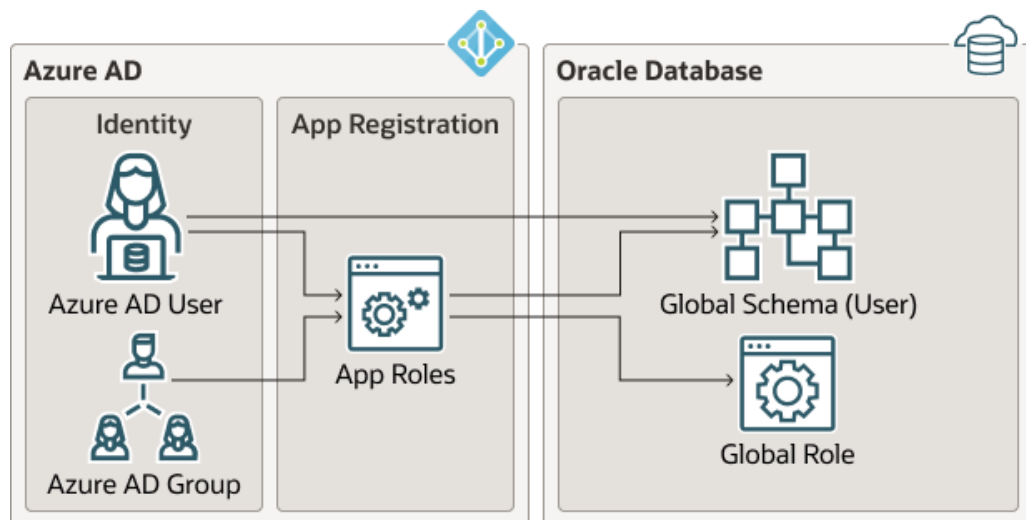 Azure AD
Oracle Database
Identity
App Registration
Azure AD User
Global Schema (User)
App Roles
Global Role
Azure AD Group